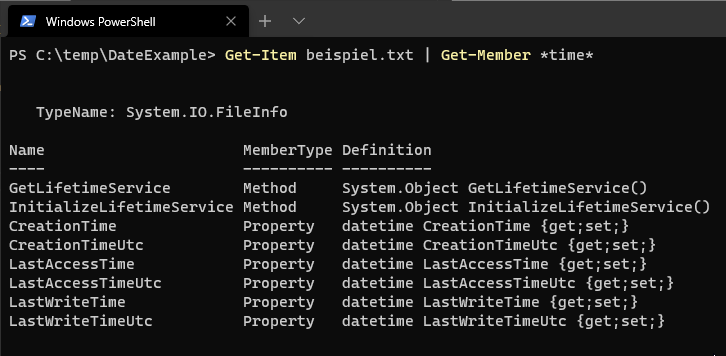 Windows PowerShell
PS C:\temp\DateExample> Get-Item beispiel.txt | Get-Member *time*
TypeName: System.IO.FileInfo
Name MemberType Definition
---- ---------- ----------
GetLifetimeService Method System.Object GetLifetimeService()
InitializeLifetimeService Method System.Object InitializeLifetimeService()
CreationTime Property datetime CreationTime {get;set;}
CreationTimeUtc Property datetime CreationTimeUtc {get;set;}
LastAccessTime Property datetime LastAccessTime {get;set;}
LastAccessTimeUtc Property datetime LastAccessTimeUtc {get;set;}
LastWriteTime Property datetime LastWriteTime {get;set;}
LastWriteTimeUtc Property datetime LastWriteTimeUtc {get;set;}